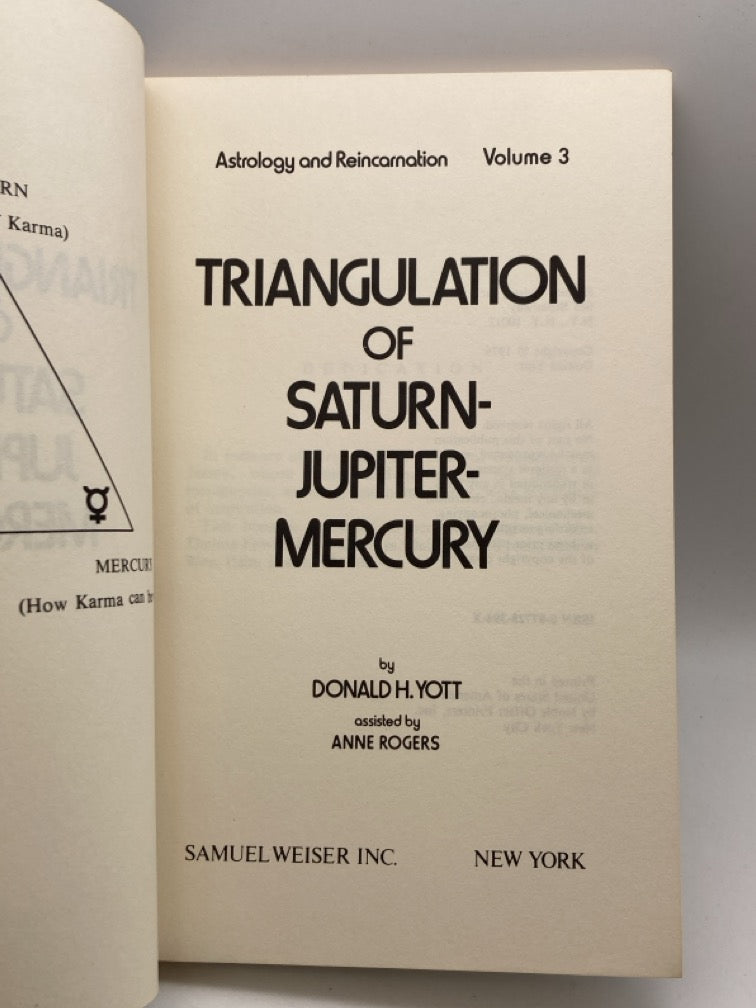 RN
Karma)
MERCUR
(How Karma can
Astrology and Reincarnation Volume 3
TRIANGULATION
OF
SATURN-
JUPITER-
MERCURY
by
DONALD H. YOTT
assisted by
ANNE ROGERS
SAMUEL WEISER INC. NEW YORK